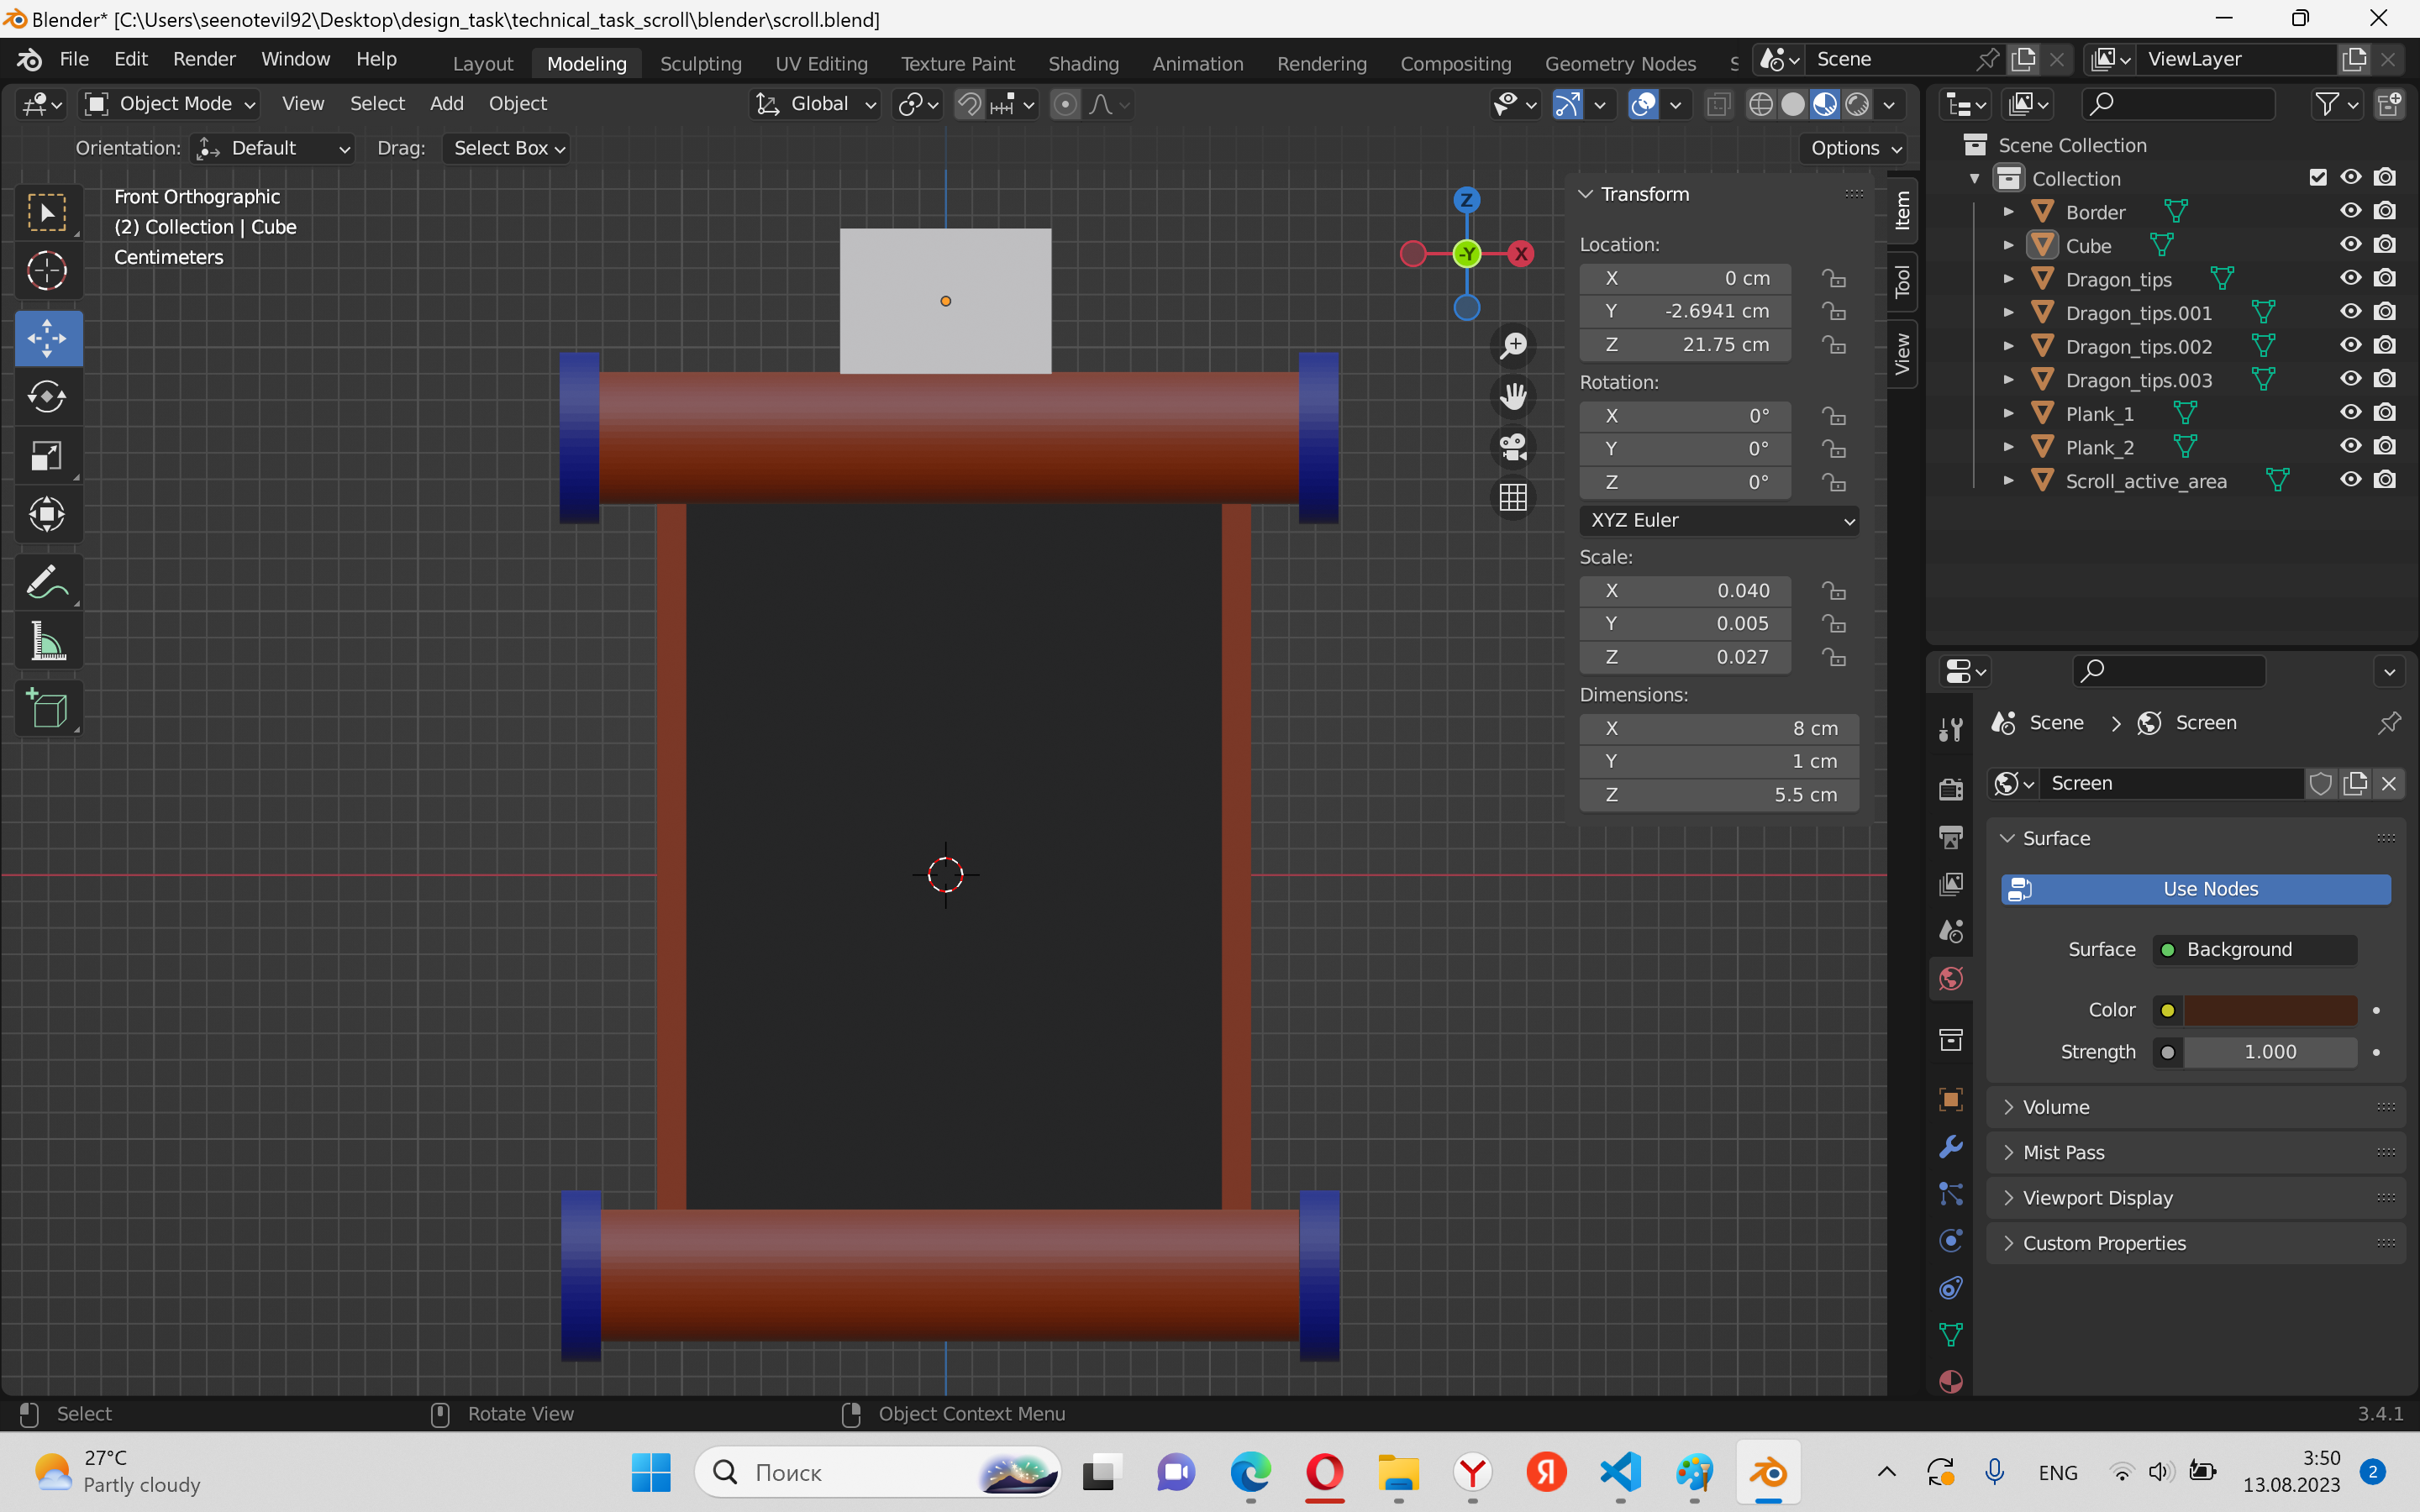 Blender* [C:\Users\seenotevil92\Desktop\design_task\technical_task_scroll\blender\scroll.blend]
File Edit Render Window Help Layout Modeling Sculpting UV Editing Texture Paint Shading Animation Rendering Compositing Geometry Nodes Scene ViewLayer
Object Mode View Select Add Object Global
Orientation: Default Drag: Select Box Options
Front Orthographic
(2) Collection | Cube
Centimeters
Z
-Y
X
Transform
Location:
X 0 cm
Y -2.6941 cm
Z 21.75 cm
Rotation:
X 0°
Y 0°
Z 0°
XYZ Euler
Scale:
X 0.040
Y 0.005
Z 0.027
Dimensions:
X 8 cm
Y 1 cm
Z 5.5 cm
Item
Tool
View
Scene Collection
Collection
Border
Cube
Dragon_tips
Dragon_tips.001
Dragon_tips.002
Dragon_tips.003
Plank_1
Plank_2
Scroll_active_area
Scene > Screen
Screen
Surface
Use Nodes
Surface Background
Color
Strength 1.000
Volume
Mist Pass
Viewport Display
Custom Properties
Select Rotate View Object Context Menu 3.4.1
27°C
Partly cloudy
Поиск
Я
ENG
3:50
13.08.2023
2